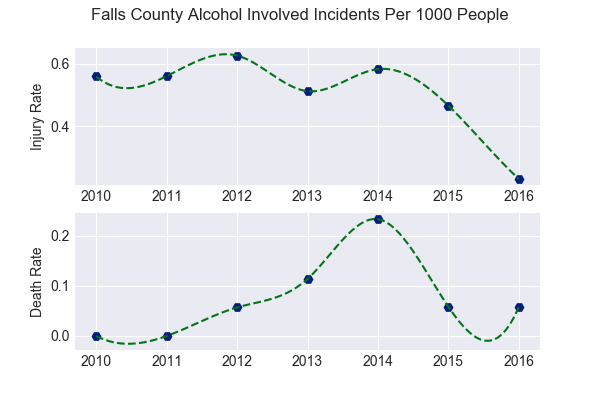 Falls County Alcohol Involved Incidents Per 1000 People
Injury Rate
0.6
0.4
2010 2011 2012 2013 2014 2015 2016
Death Rate
0.2
0.1
0.0
2010 2011 2012 2013 2014 2015 2016